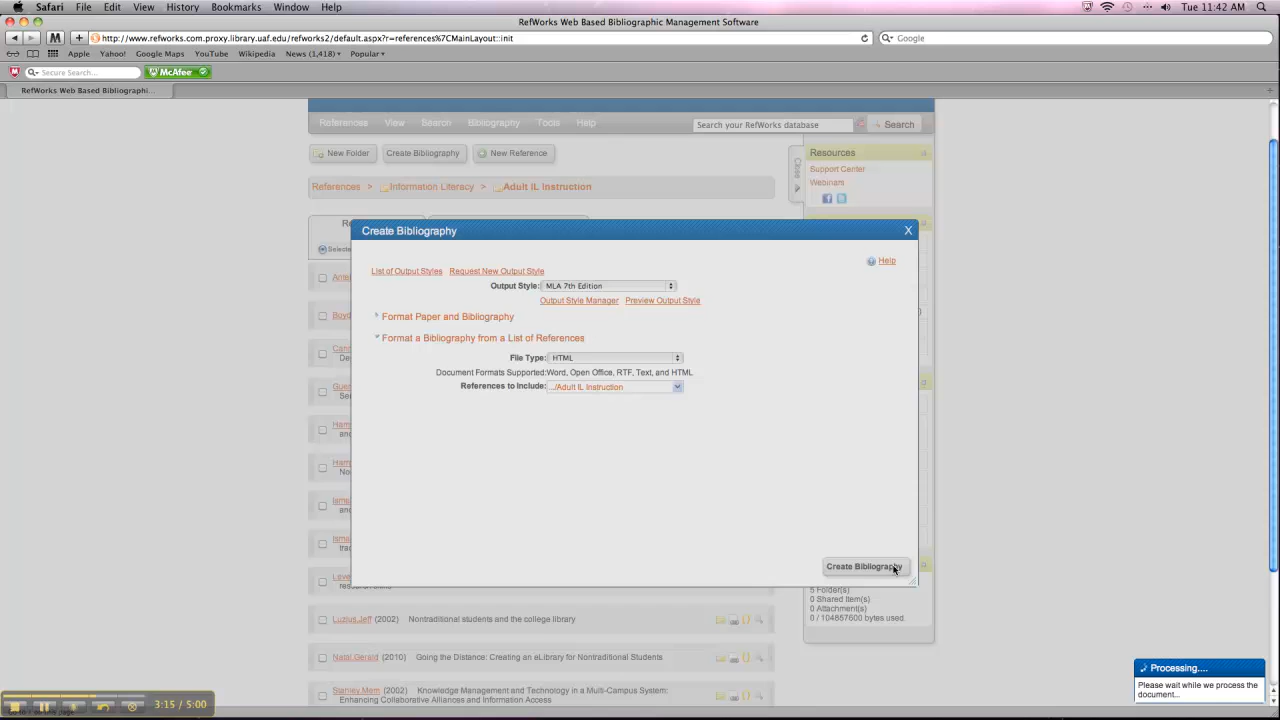 Safari File Edit View History Bookmarks Window Help Tue 11:42 AM
RefWorks Web Based Bibliographic Management Software
http://www.refworks.com.proxy.library.uaf.edu/refworks2/default.aspx?r=references%7CMainLayout::init Google
Apple Yahoo! Google Maps YouTube Wikipedia News (1,418) Popular
Secure Search... McAfee
RefWorks Web Based Bibliographi...
References View Search Bibliography Tools Help Search your RefWorks database Search
New Folder Create Bibliography New Reference
Close
Resources
Support Center
Webinars
References > Information Literacy > Adult IL Instruction
Create Bibliography X
Help
List of Output Styles Request New Output Style
Output Style: MLA 7th Edition
Output Style Manager Preview Output Style
Format Paper and Bibliography
Format a Bibliography from a List of References
File Type: HTML
Document Formats Supported:Word, Open Office, RTF, Text, and HTML
References to Include: .../Adult IL Instruction
Create Bibliography
5 Folder(s)
0 Shared Item(s)
0 Attachment(s)
0 / 104857600 bytes used.
Luzius,Jeff (2002) Nontraditional students and the college library
Natal,Gerald (2010) Going the Distance: Creating an eLibrary for Nontraditional Students
Stanley,Mem (2002) Knowledge Management and Technology in a Multi-Campus System:
Enhancing Collaborative Alliances and Information Access
Processing....
Please wait while we process the
document...
3:15 / 5:00